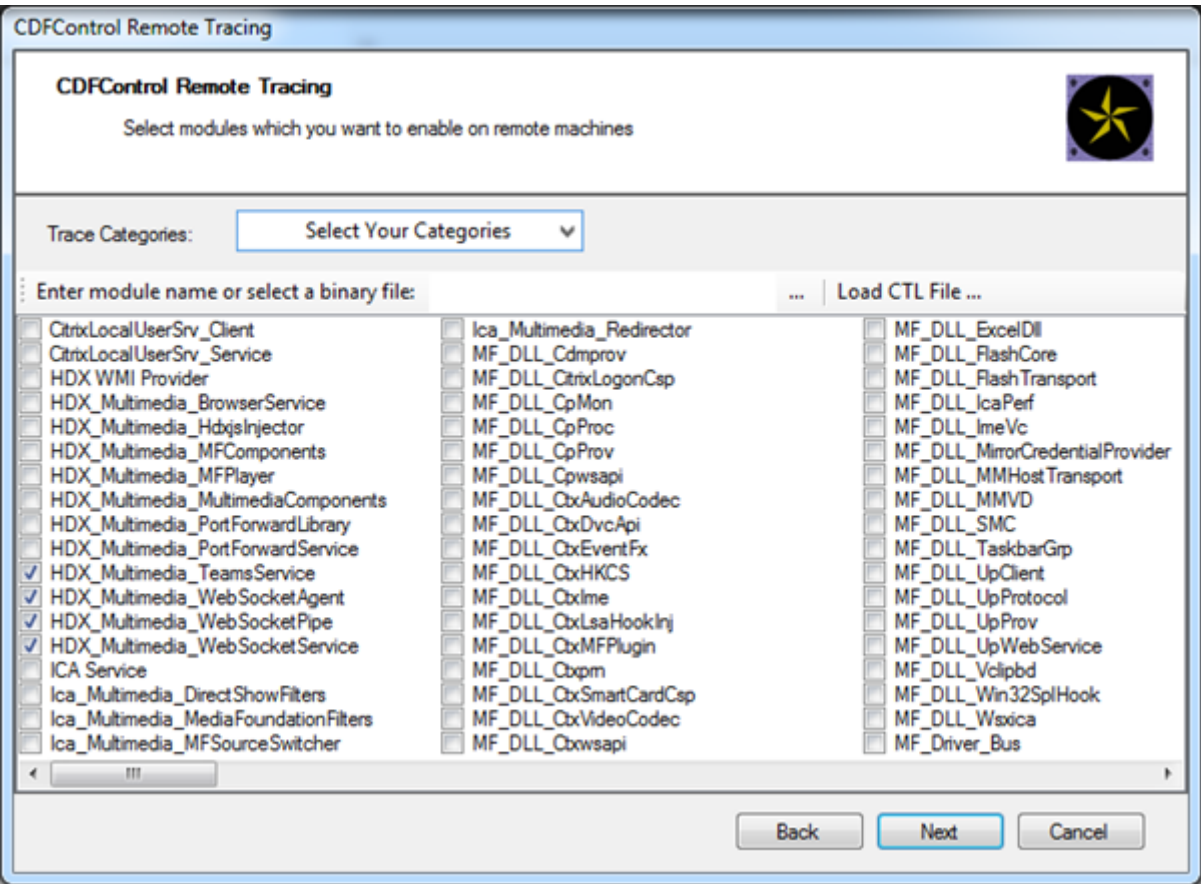 CDFControl Remote Tracing
CDFControl Remote Tracing
Select modules which you want to enable on remote machines
Trace Categories: Select Your Categories
Enter module name or select a binary file: ... Load CTL File ...
CitrixLocalUserSrv_Client
CitrixLocalUserSrv_Service
HDX WMI Provider
HDX_Multimedia_BrowserService
HDX_Multimedia_HdxjsInjector
HDX_Multimedia_MFComponents
HDX_Multimedia_MFPlayer
HDX_Multimedia_MultimediaComponents
HDX_Multimedia_PortForwardLibrary
HDX_Multimedia_PortForwardService
HDX_Multimedia_TeamsService
HDX_Multimedia_WebSocketAgent
HDX_Multimedia_WebSocketPipe
HDX_Multimedia_WebSocketService
ICA Service
Ica_Multimedia_DirectShowFilters
Ica_Multimedia_MediaFoundationFilters
Ica_Multimedia_MFSourceSwitcher
Ica_Multimedia_Redirector
MF_DLL_Cdmprov
MF_DLL_CitrixLogonCsp
MF_DLL_CpMon
MF_DLL_CpProc
MF_DLL_CpProv
MF_DLL_Cpwsapi
MF_DLL_CtxAudioCodec
MF_DLL_CtxDvcApi
MF_DLL_CtxEventFx
MF_DLL_CtxHKCS
MF_DLL_CtxIme
MF_DLL_CtxLsaHookInj
MF_DLL_CtxMFPlugin
MF_DLL_Ctxprn
MF_DLL_CtxSmartCardCsp
MF_DLL_CtxVideoCodec
MF_DLL_Ctxwsapi
MF_DLL_ExcelDll
MF_DLL_FlashCore
MF_DLL_FlashTransport
MF_DLL_IcaPerf
MF_DLL_ImeVc
MF_DLL_MirrorCredentialProvider
MF_DLL_MMHostTransport
MF_DLL_MMVD
MF_DLL_SMC
MF_DLL_TaskbarGrp
MF_DLL_UpClient
MF_DLL_UpProtocol
MF_DLL_UpProv
MF_DLL_UpWebService
MF_DLL_Vclipbd
MF_DLL_Win32SplHook
MF_DLL_Wsxica
MF_Driver_Bus
Back Next Cancel